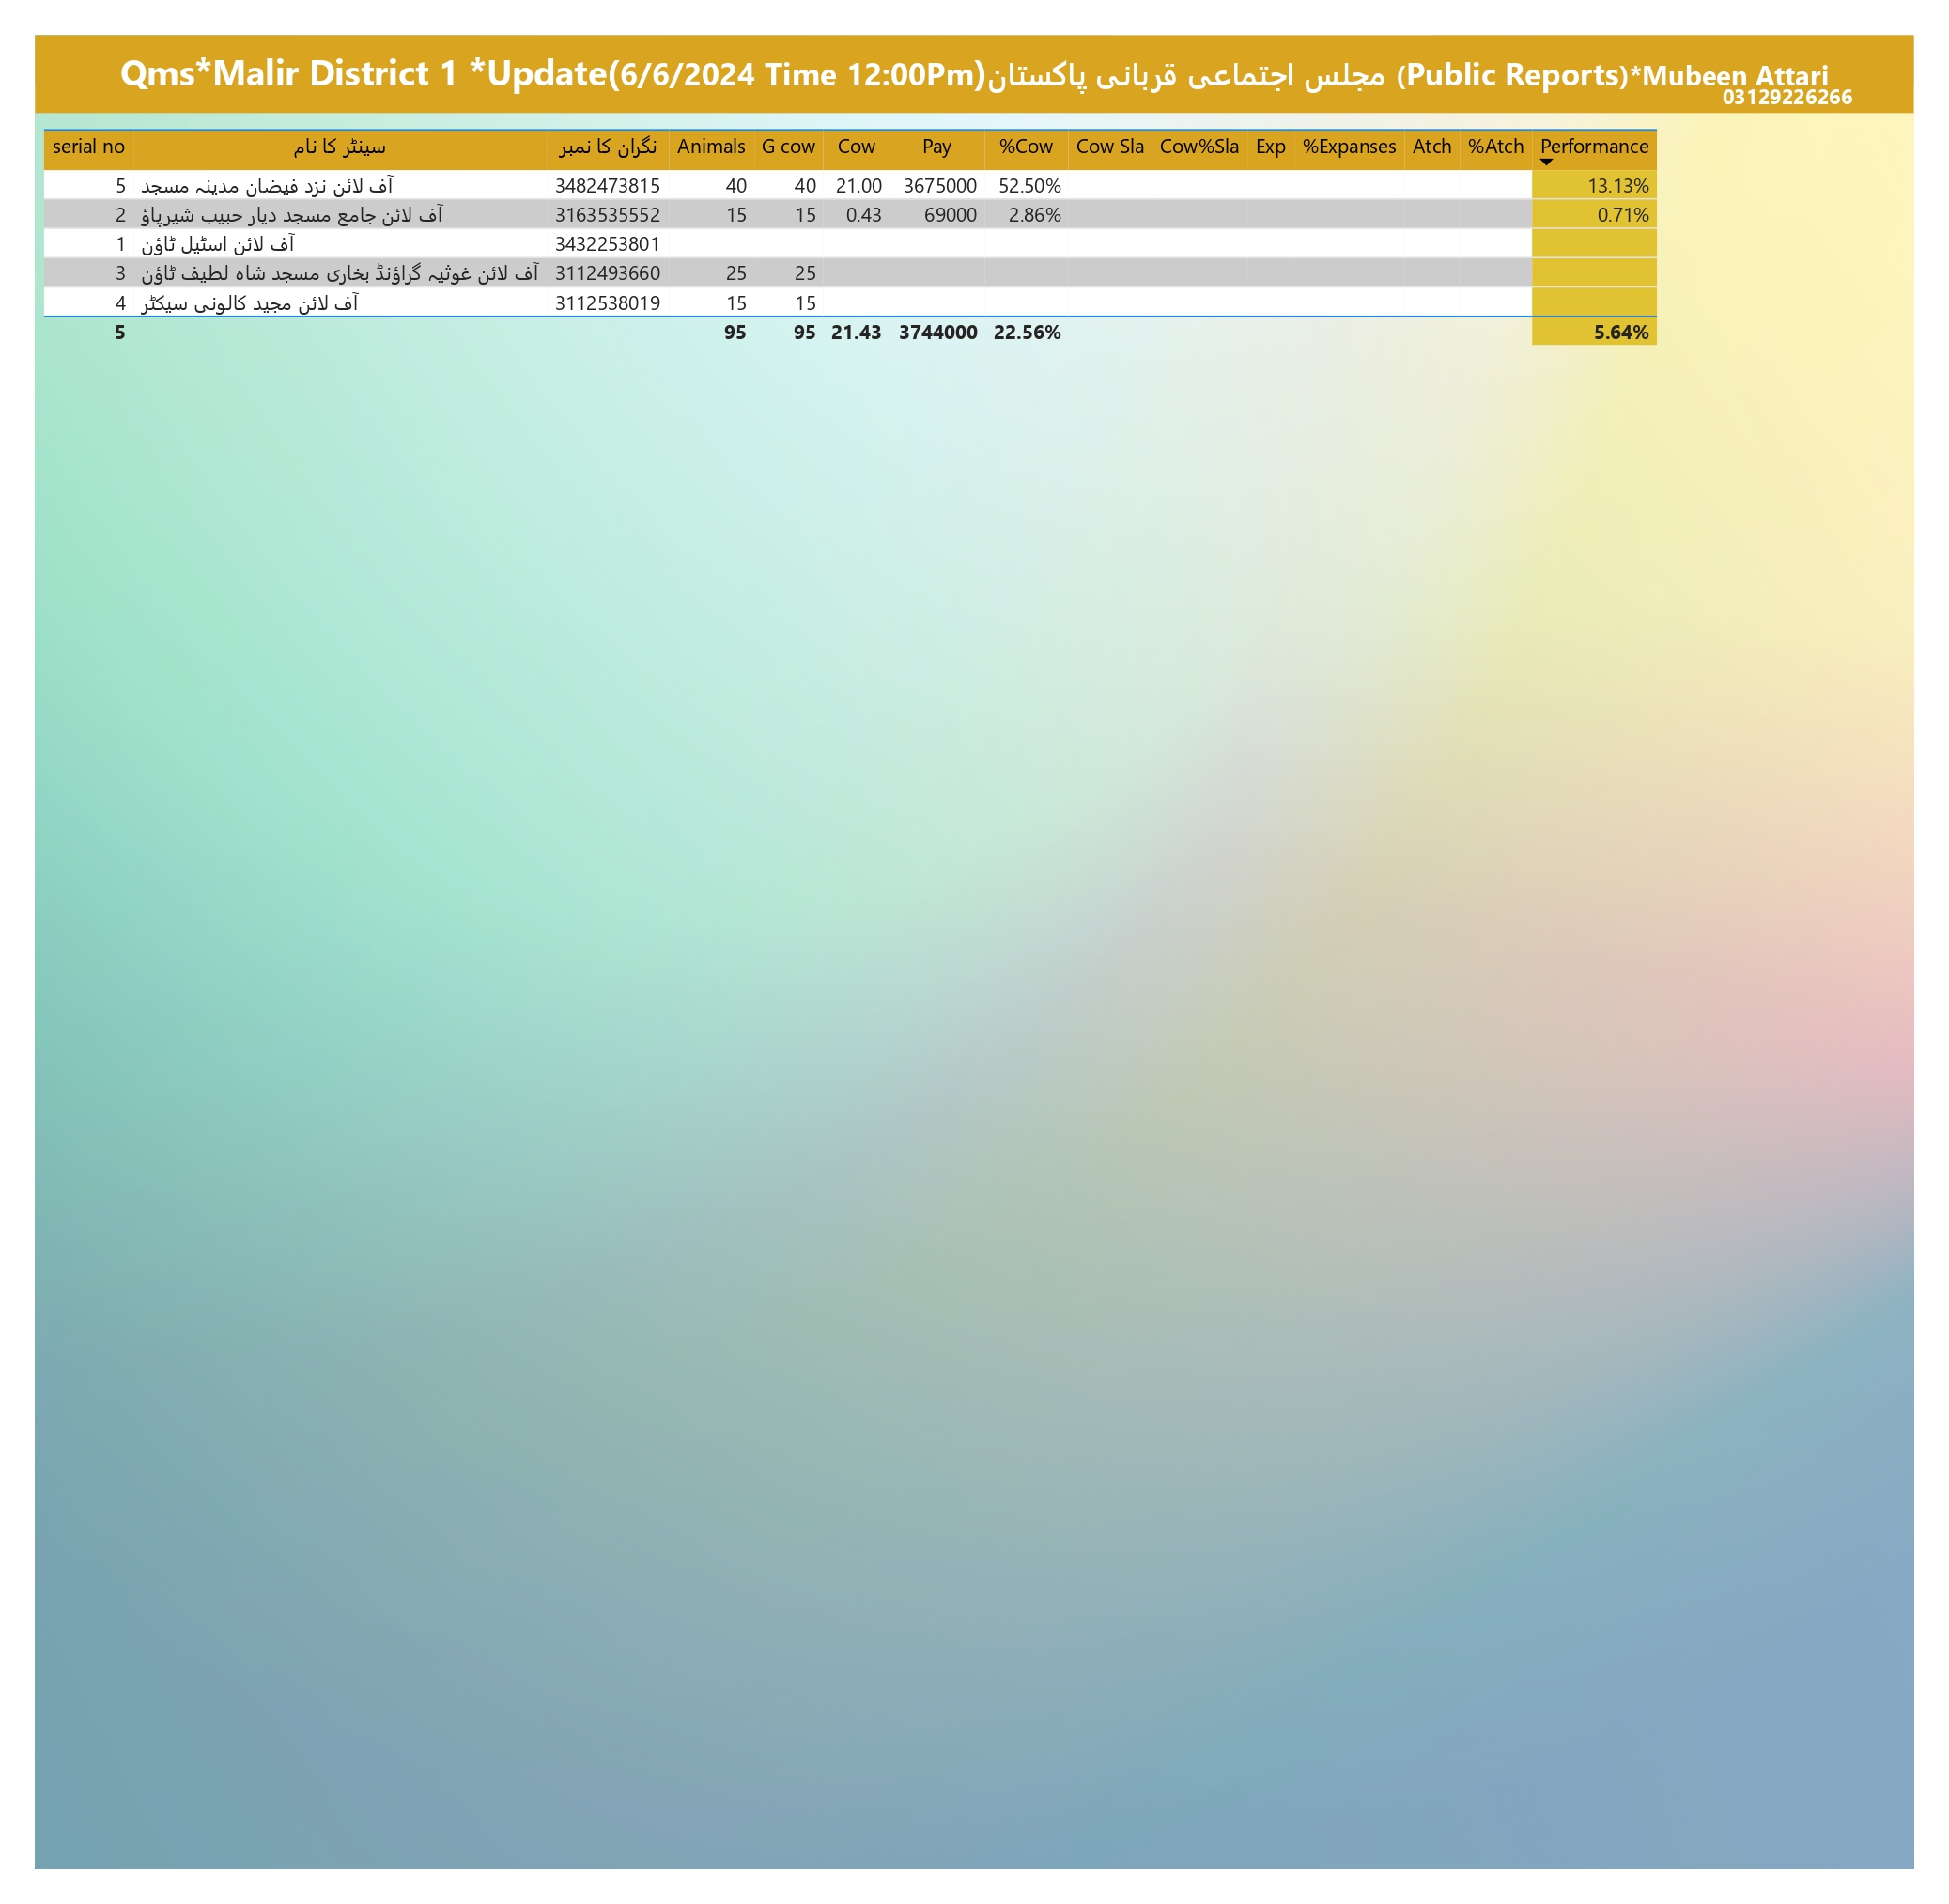 Qms*Malir District 1 *Update(6/6/2024 Time 12:00Pm)مجلس اجتماعی قربانی پاکستان (Public Reports)*Mubeen Attari
03129226266
serial no سینٹر کا نام نگران کا نمبر Animals G cow Cow Pay %Cow Cow Sla Cow%Sla Exp %Expanses Atch %Atch Performance
5 آف لائن نزد فیضان مدینہ مسجد 3482473815 40 40 21.00 3675000 52.50% 13.13%
2 آف لائن جامع مسجد دیار حبیب شیرپاؤ 3163535552 15 15 0.43 69000 2.86% 0.71%
1 آف لائن اسٹیل ٹاؤن 3432253801
3 آف لائن غوثیہ گراؤنڈ بخاری مسجد شاہ لطیف ٹاؤن 3112493660 25 25
4 آف لائن مجید کالونی سیکٹر 3112538019 15 15
5 95 95 21.43 3744000 22.56% 5.64%